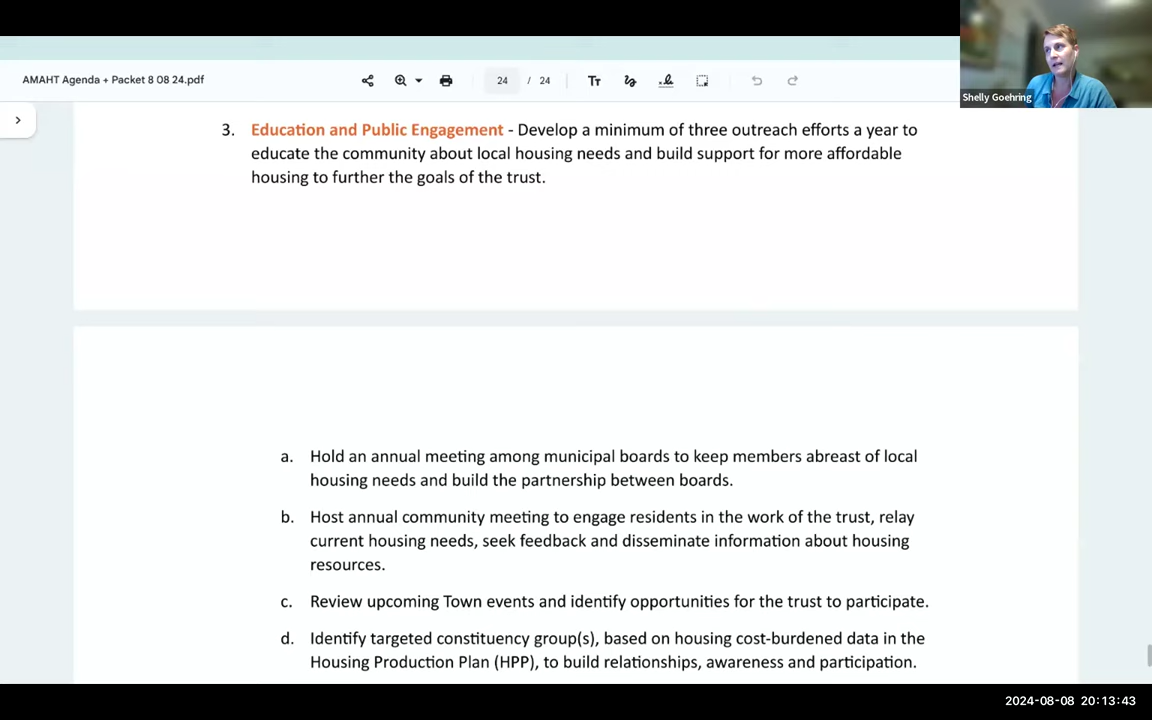 AMAHT Agenda + Packet 8 08 24.pdf
24 / 24
Shelly Goehring
3. Education and Public Engagement - Develop a minimum of three outreach efforts a year to
educate the community about local housing needs and build support for more affordable
housing to further the goals of the trust.
a. Hold an annual meeting among municipal boards to keep members abreast of local
housing needs and build the partnership between boards.
b. Host annual community meeting to engage residents in the work of the trust, relay
current housing needs, seek feedback and disseminate information about housing
resources.
c. Review upcoming Town events and identify opportunities for the trust to participate.
d. Identify targeted constituency group(s), based on housing cost-burdened data in the
Housing Production Plan (HPP), to build relationships, awareness and participation.
2024-08-08 20:13:43